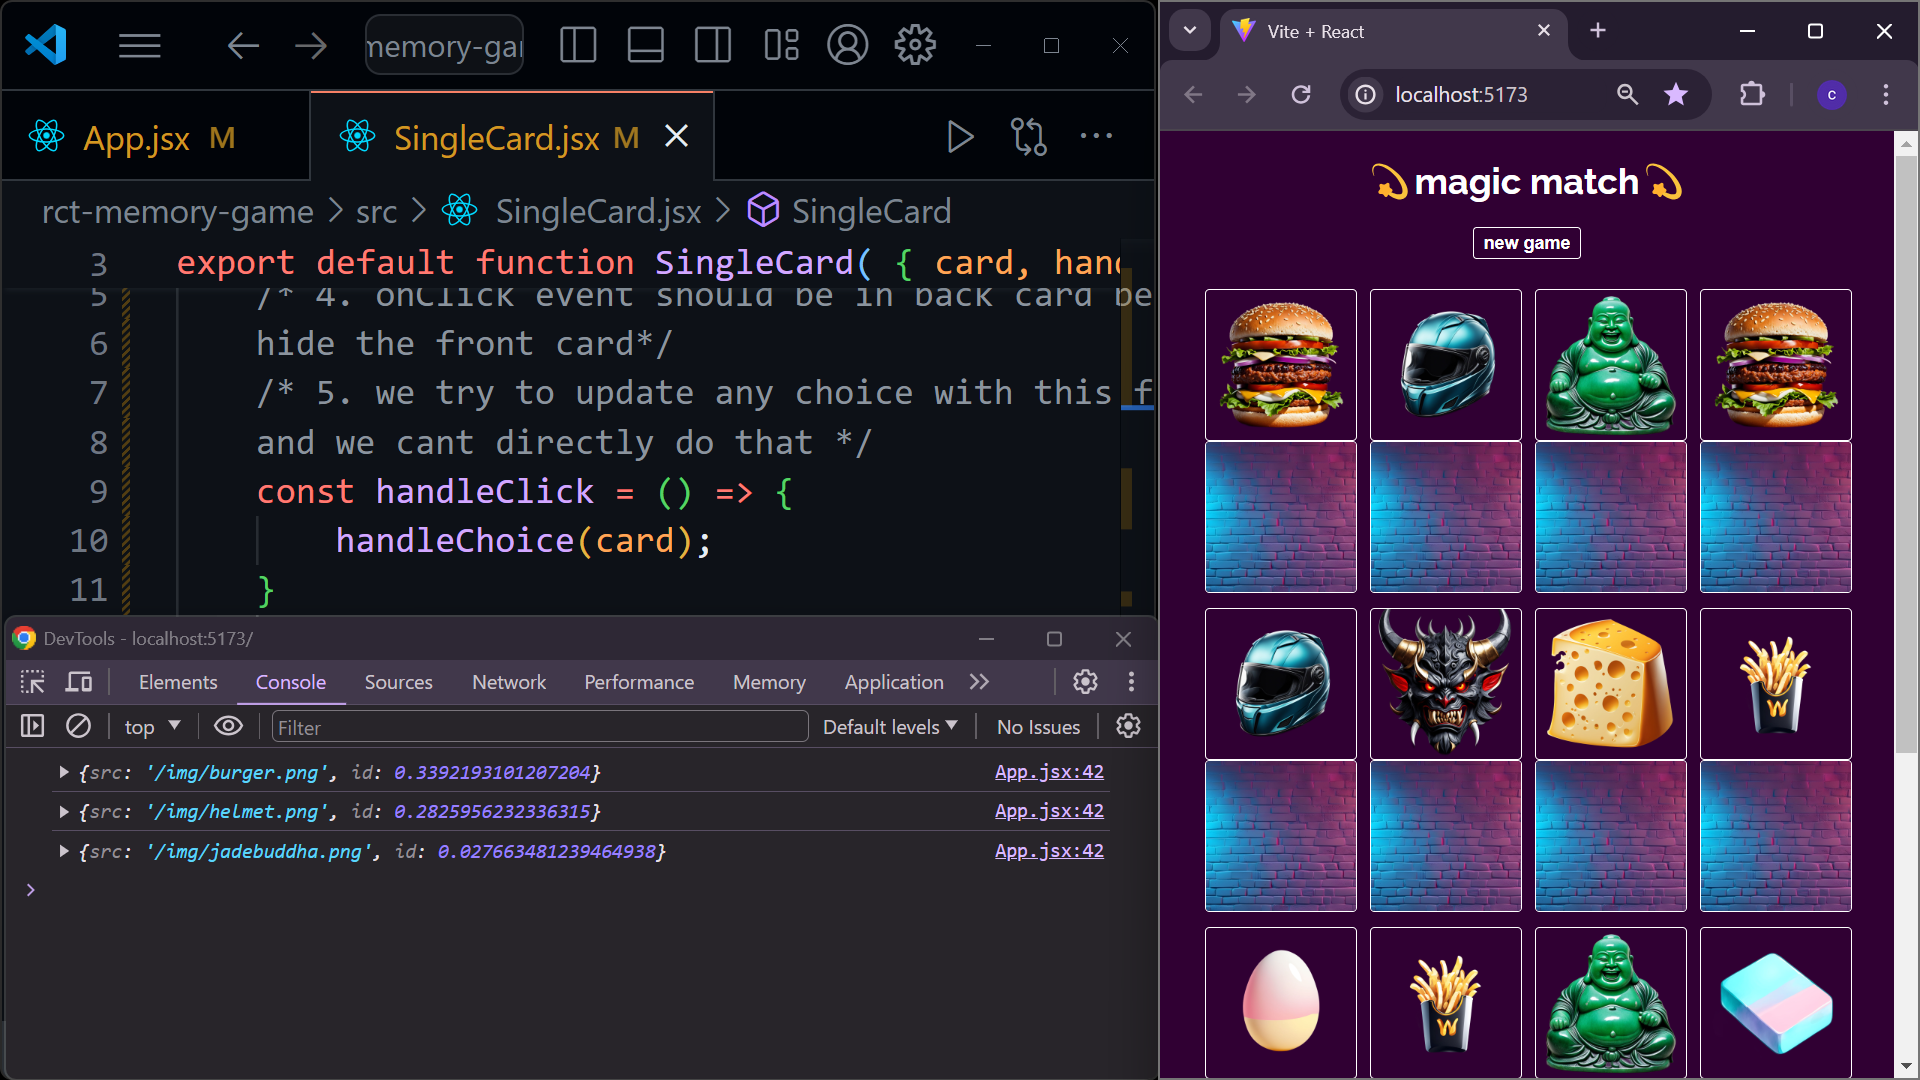 memory-gar
App.jsx M
SingleCard.jsx M
rct-memory-game > src > SingleCard.jsx > SingleCard
3 export default function SingleCard( { card, hand
5 /* 4. onClick event should be in back card be
6 hide the front card*/
7 /* 5. we try to update any choice with this f
8 and we cant directly do that */
9 const handleClick = () => {
10 handleChoice(card);
11 }
DevTools - localhost:5173/
Elements Console Sources Network Performance Memory Application
top Filter Default levels No Issues
{src: '/img/burger.png', id: 0.3392193101207204} App.jsx:42
{src: '/img/helmet.png', id: 0.2825956232336315} App.jsx:42
{src: '/img/jadebuddha.png', id: 0.027663481239464938} App.jsx:42
Vite + React
localhost:5173
c
magic match
new game
W
W